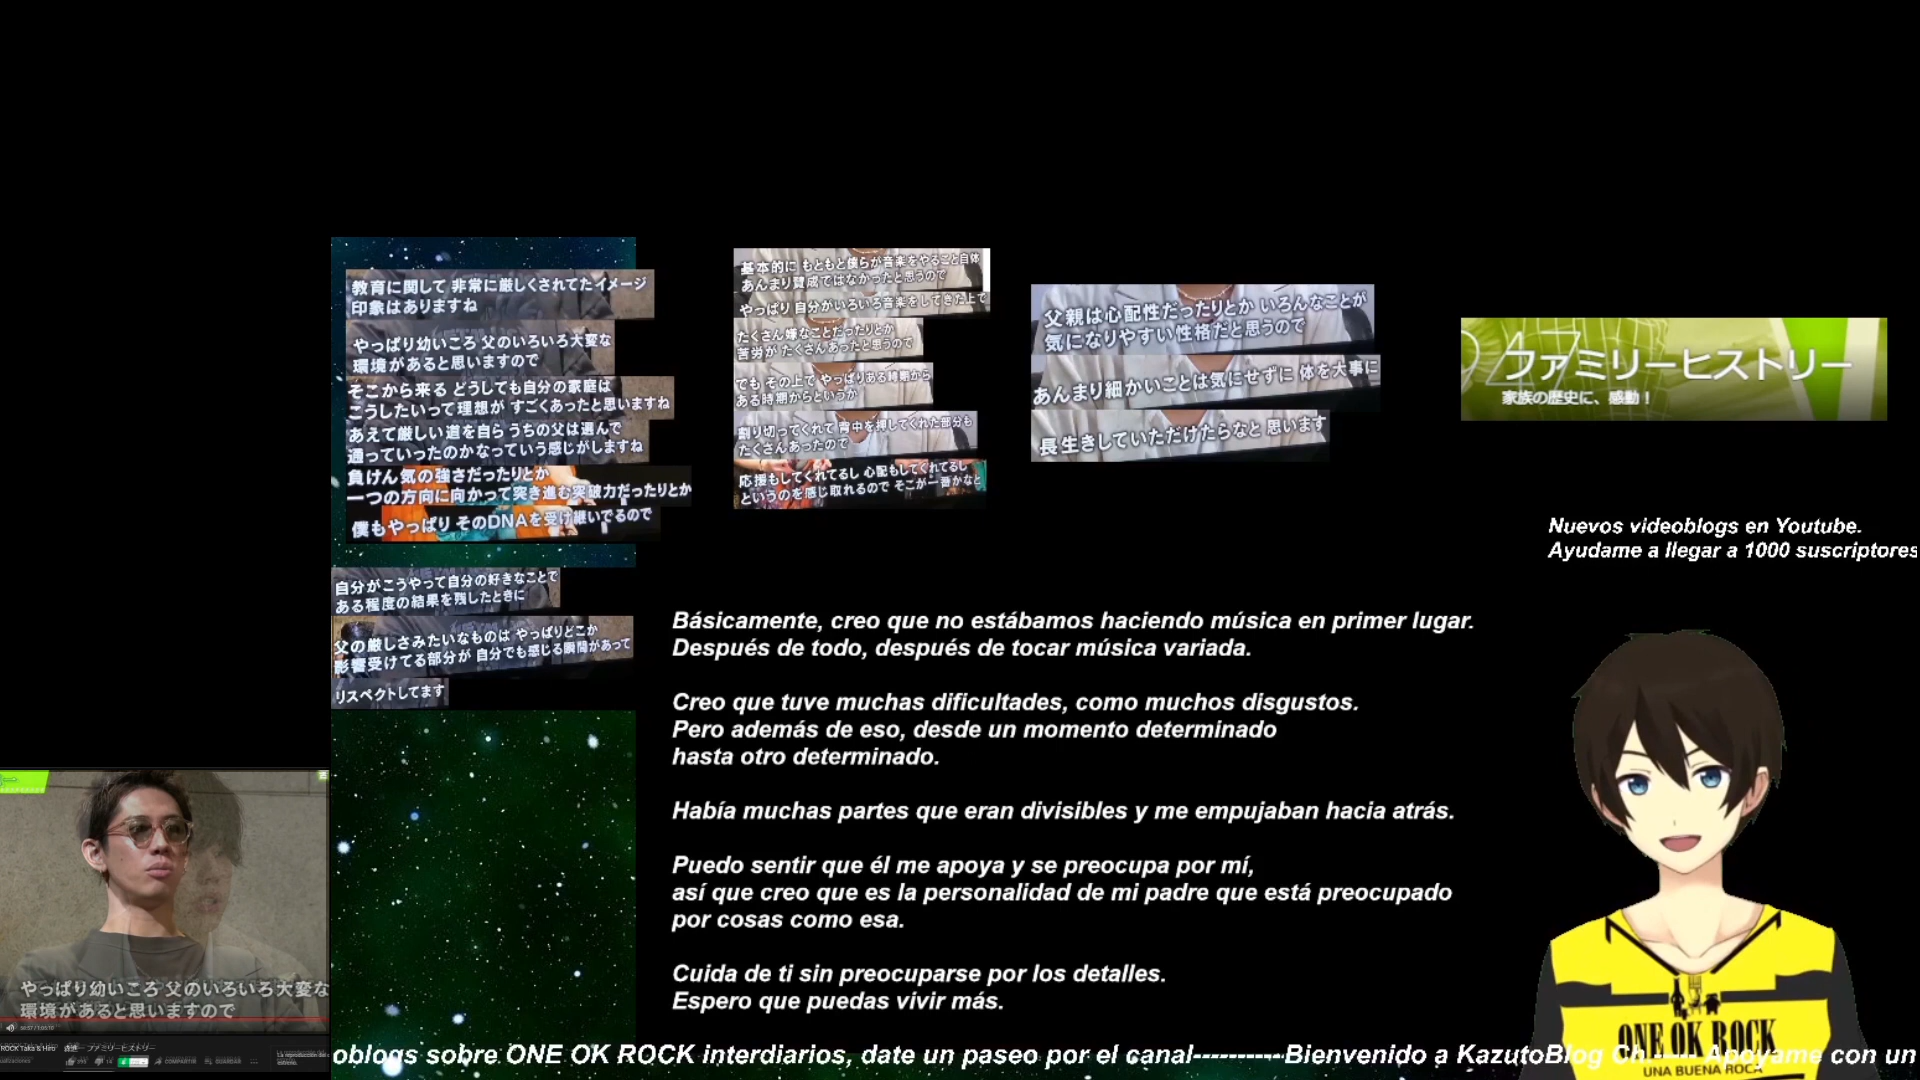 教育に関して 非常に厳しくされてたイメージ
印象はありますね
やっぱり幼いころ 父のいろいろ大変な
環境があると思いますので
そこから来る どうしても自分の家庭は
こうしたいって理想が すごくあったと思いますね
あえて厳しい道を自ら うちの父は選んで
通っていったのかなっていう感じがしますね
負けん気の強さだったりとか
一つの方向に向かって突き進む突破力だったりとか
僕もやっぱり そのDNAを受け継いでるので
自分がこうやって自分の好きなことで
ある程度の結果を残したときに
父の厳しさみたいなものは やっぱりどこか
影響受けてる部分が 自分でも感じる瞬間があって
リスペクトしてます
基本的に もともと僕らが音楽をやること自体
あんまり賛成ではなかったと思うので
やっぱり 自分がいろいろ音楽をしてきた上で
たくさん嫌なことだったりとか
苦労が たくさんあったと思うので
でも その上で やっぱりある時期から
ある時期からというか
割り切ってくれて 背中を押してくれた部分も
たくさんあったので
応援もしてくれてるし 心配もしてくれてるし
というのを感じ取れるので そこが一番かなと
父親は心配性だったりとか いろんなことが
気になりやすい性格だと思うので
あんまり細かいことは気にせずに 体を大事に
長生きしていただけたらなと 思います
ファミリーヒストリー
家族の歴史に、感動！
Nuevos videoblogs en Youtube.
Ayudame a llegar a 1000 suscriptores
Básicamente, creo que no estábamos haciendo música en primer lugar.
Después de todo, después de tocar música variada.
Creo que tuve muchas dificultades, como muchos disgustos.
Pero además de eso, desde un momento determinado
hasta otro determinado.
Había muchas partes que eran divisibles y me empujaban hacia atrás.
Puedo sentir que él me apoya y se preocupa por mí,
así que creo que es la personalidad de mi padre que está preocupado
por cosas como esa.
Cuida de ti sin preocuparse por los detalles.
Espero que puedas vivir más.
やっぱり幼いころ 父のいろいろ大変な
環境があると思いますので
ROCK Taka & Hiro 森進一 ファミリーヒストリー
COMPARTIR GUARDAR
ONE OK ROCK
UNA BUENA ROCA
oblogs sobre ONE OK ROCK interdiarios, date un paseo por el canal----------Bienvenido a KazutoBlog Ch.----- Apoyame con un